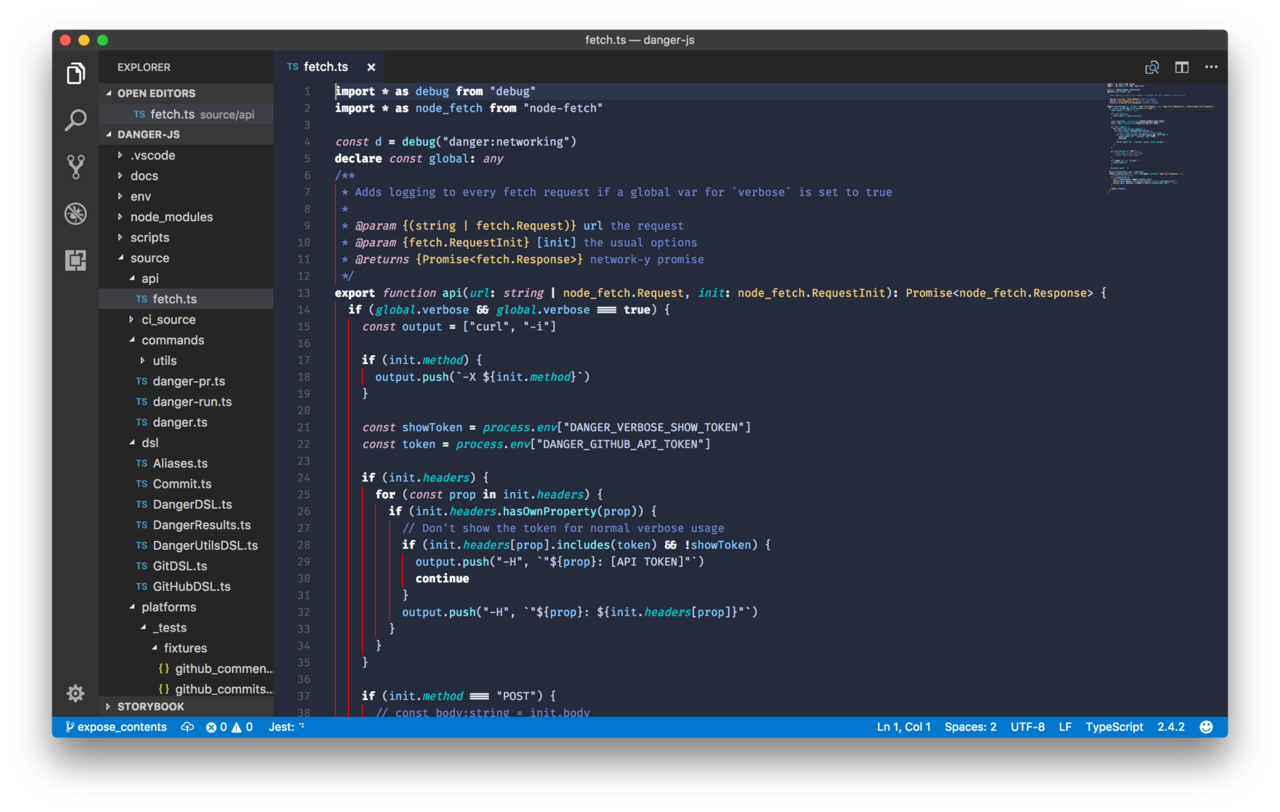 fetch.ts — danger-js
EXPLORER
OPEN EDITORS
TS fetch.ts source/api
DANGER-JS
.vscode
docs
env
node_modules
scripts
source
api
TS fetch.ts
ci_source
commands
utils
TS danger-pr.ts
TS danger-run.ts
TS danger.ts
dsl
TS Aliases.ts
TS Commit.ts
TS DangerDSL.ts
TS DangerResults.ts
TS DangerUtilsDSL.ts
TS GitDSL.ts
TS GitHubDSL.ts
platforms
_tests
fixtures
{} github_commen...
{} github_commits...
STORYBOOK
TS fetch.ts ×
1 import * as debug from "debug"
2 import * as node_fetch from "node-fetch"
3
4 const d = debug("danger:networking")
5 declare const global: any
6 /**
7 * Adds logging to every fetch request if a global var for `verbose` is set to true
8 *
9 * @param {(string | fetch.Request)} url the request
10 * @param {fetch.RequestInit} [init] the usual options
11 * @returns {Promise<fetch.Response>} network-y promise
12 */
13 export function api(url: string | node_fetch.Request, init: node_fetch.RequestInit): Promise<node_fetch.Response> {
14 if (global.verbose && global.verbose === true) {
15 const output = ["curl", "-i"]
16
17 if (init.method) {
18 output.push(`-X ${init.method}`)
19 }
20
21 const showToken = process.env["DANGER_VERBOSE_SHOW_TOKEN"]
22 const token = process.env["DANGER_GITHUB_API_TOKEN"]
23
24 if (init.headers) {
25 for (const prop in init.headers) {
26 if (init.headers.hasOwnProperty(prop)) {
27 // Don't show the token for normal verbose usage
28 if (init.headers[prop].includes(token) && !showToken) {
29 output.push("-H", `"${prop}: [API TOKEN]"`)
30 continue
31 }
32 output.push("-H", `"${prop}: ${init.headers[prop]}"`)
33 }
34 }
35 }
36
37 if (init.method === "POST") {
38 // const body:string = init.body
expose_contents 0 0 Jest: Ln 1, Col 1 Spaces: 2 UTF-8 LF TypeScript 2.4.2